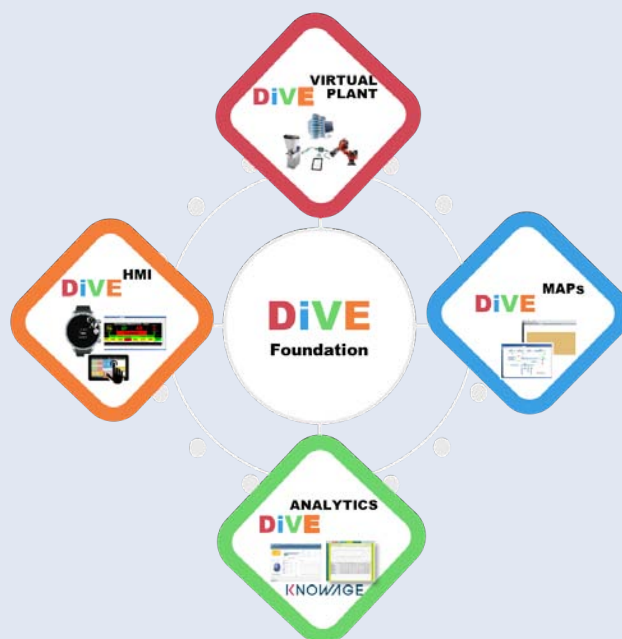 VIRTUAL
DiVE PLANT
HMI
DiVE
MAPs
DiVE
DiVE
Foundation
ANALYTICS
DiVE
KNOWAGE